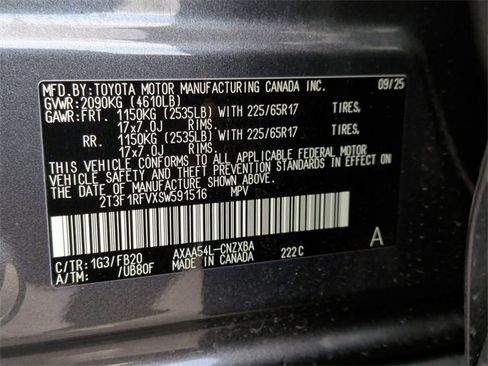 MFD.BY: TOYOTA MOTOR MANUFACTURING CANADA INC. 09/25
GVWR: 2090KG (4610LB)
GAWR: FRT. 1150KG (2535LB) WITH 225/65R17 TIRES,
17x7.0J RIMS,
RR. 1150KG (2535LB) WITH 225/65R17 TIRES,
17x7.0J RIMS,
THIS VEHICLE CONFORMS TO ALL APPLICABLE FEDERAL MOTOR
VEHICLE SAFETY AND THEFT PREVENTION STANDARDS IN EFFECT ON
THE DATE OF MANUFACTURE SHOWN ABOVE.
2T3F1RFVXSW591516 MPV
C/TR: 1G3/FB20 AXAA54L-CNZXBA A
A/TM: /UB80F MADE IN CANADA 222C